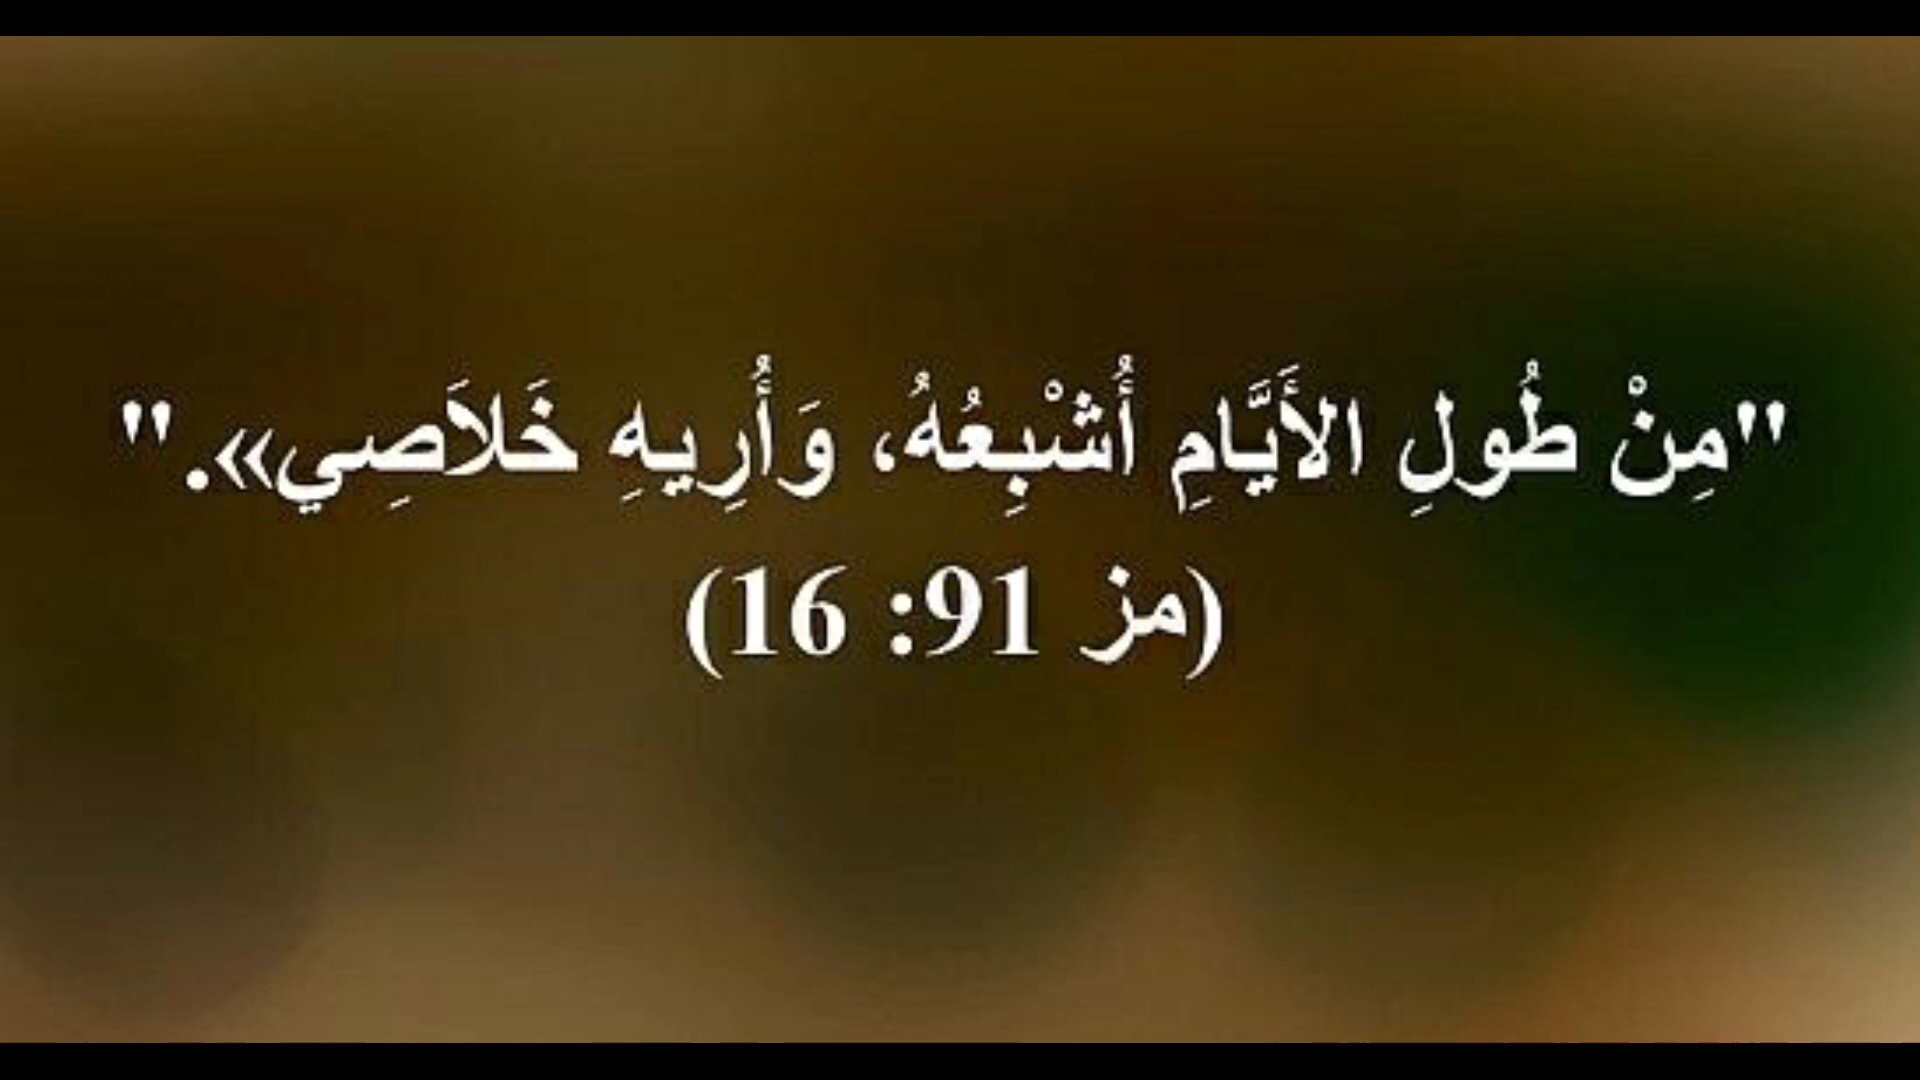 "مِنْ طُولِ الأَيَّامِ أُشْبِعُهُ، وَأُرِيهِ خَلاَصِي»."
(مز 91: 16)